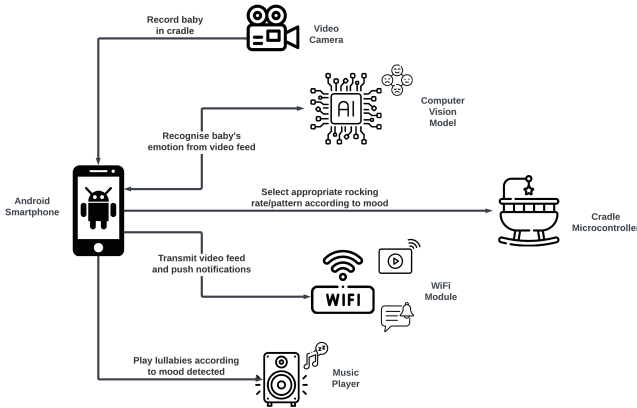 Record baby
in cradle
Video
Camera
AI
Computer
Vision
Model
Recognise baby's
emotion from video feed
Android
Smartphone
Select appropriate rocking
rate/pattern according to mood
Cradle
Microcontroller
Transmit video feed
and push notifications
WIFI
WiFi
Module
Play lullabies according
to mood detected
zz
Music
Player